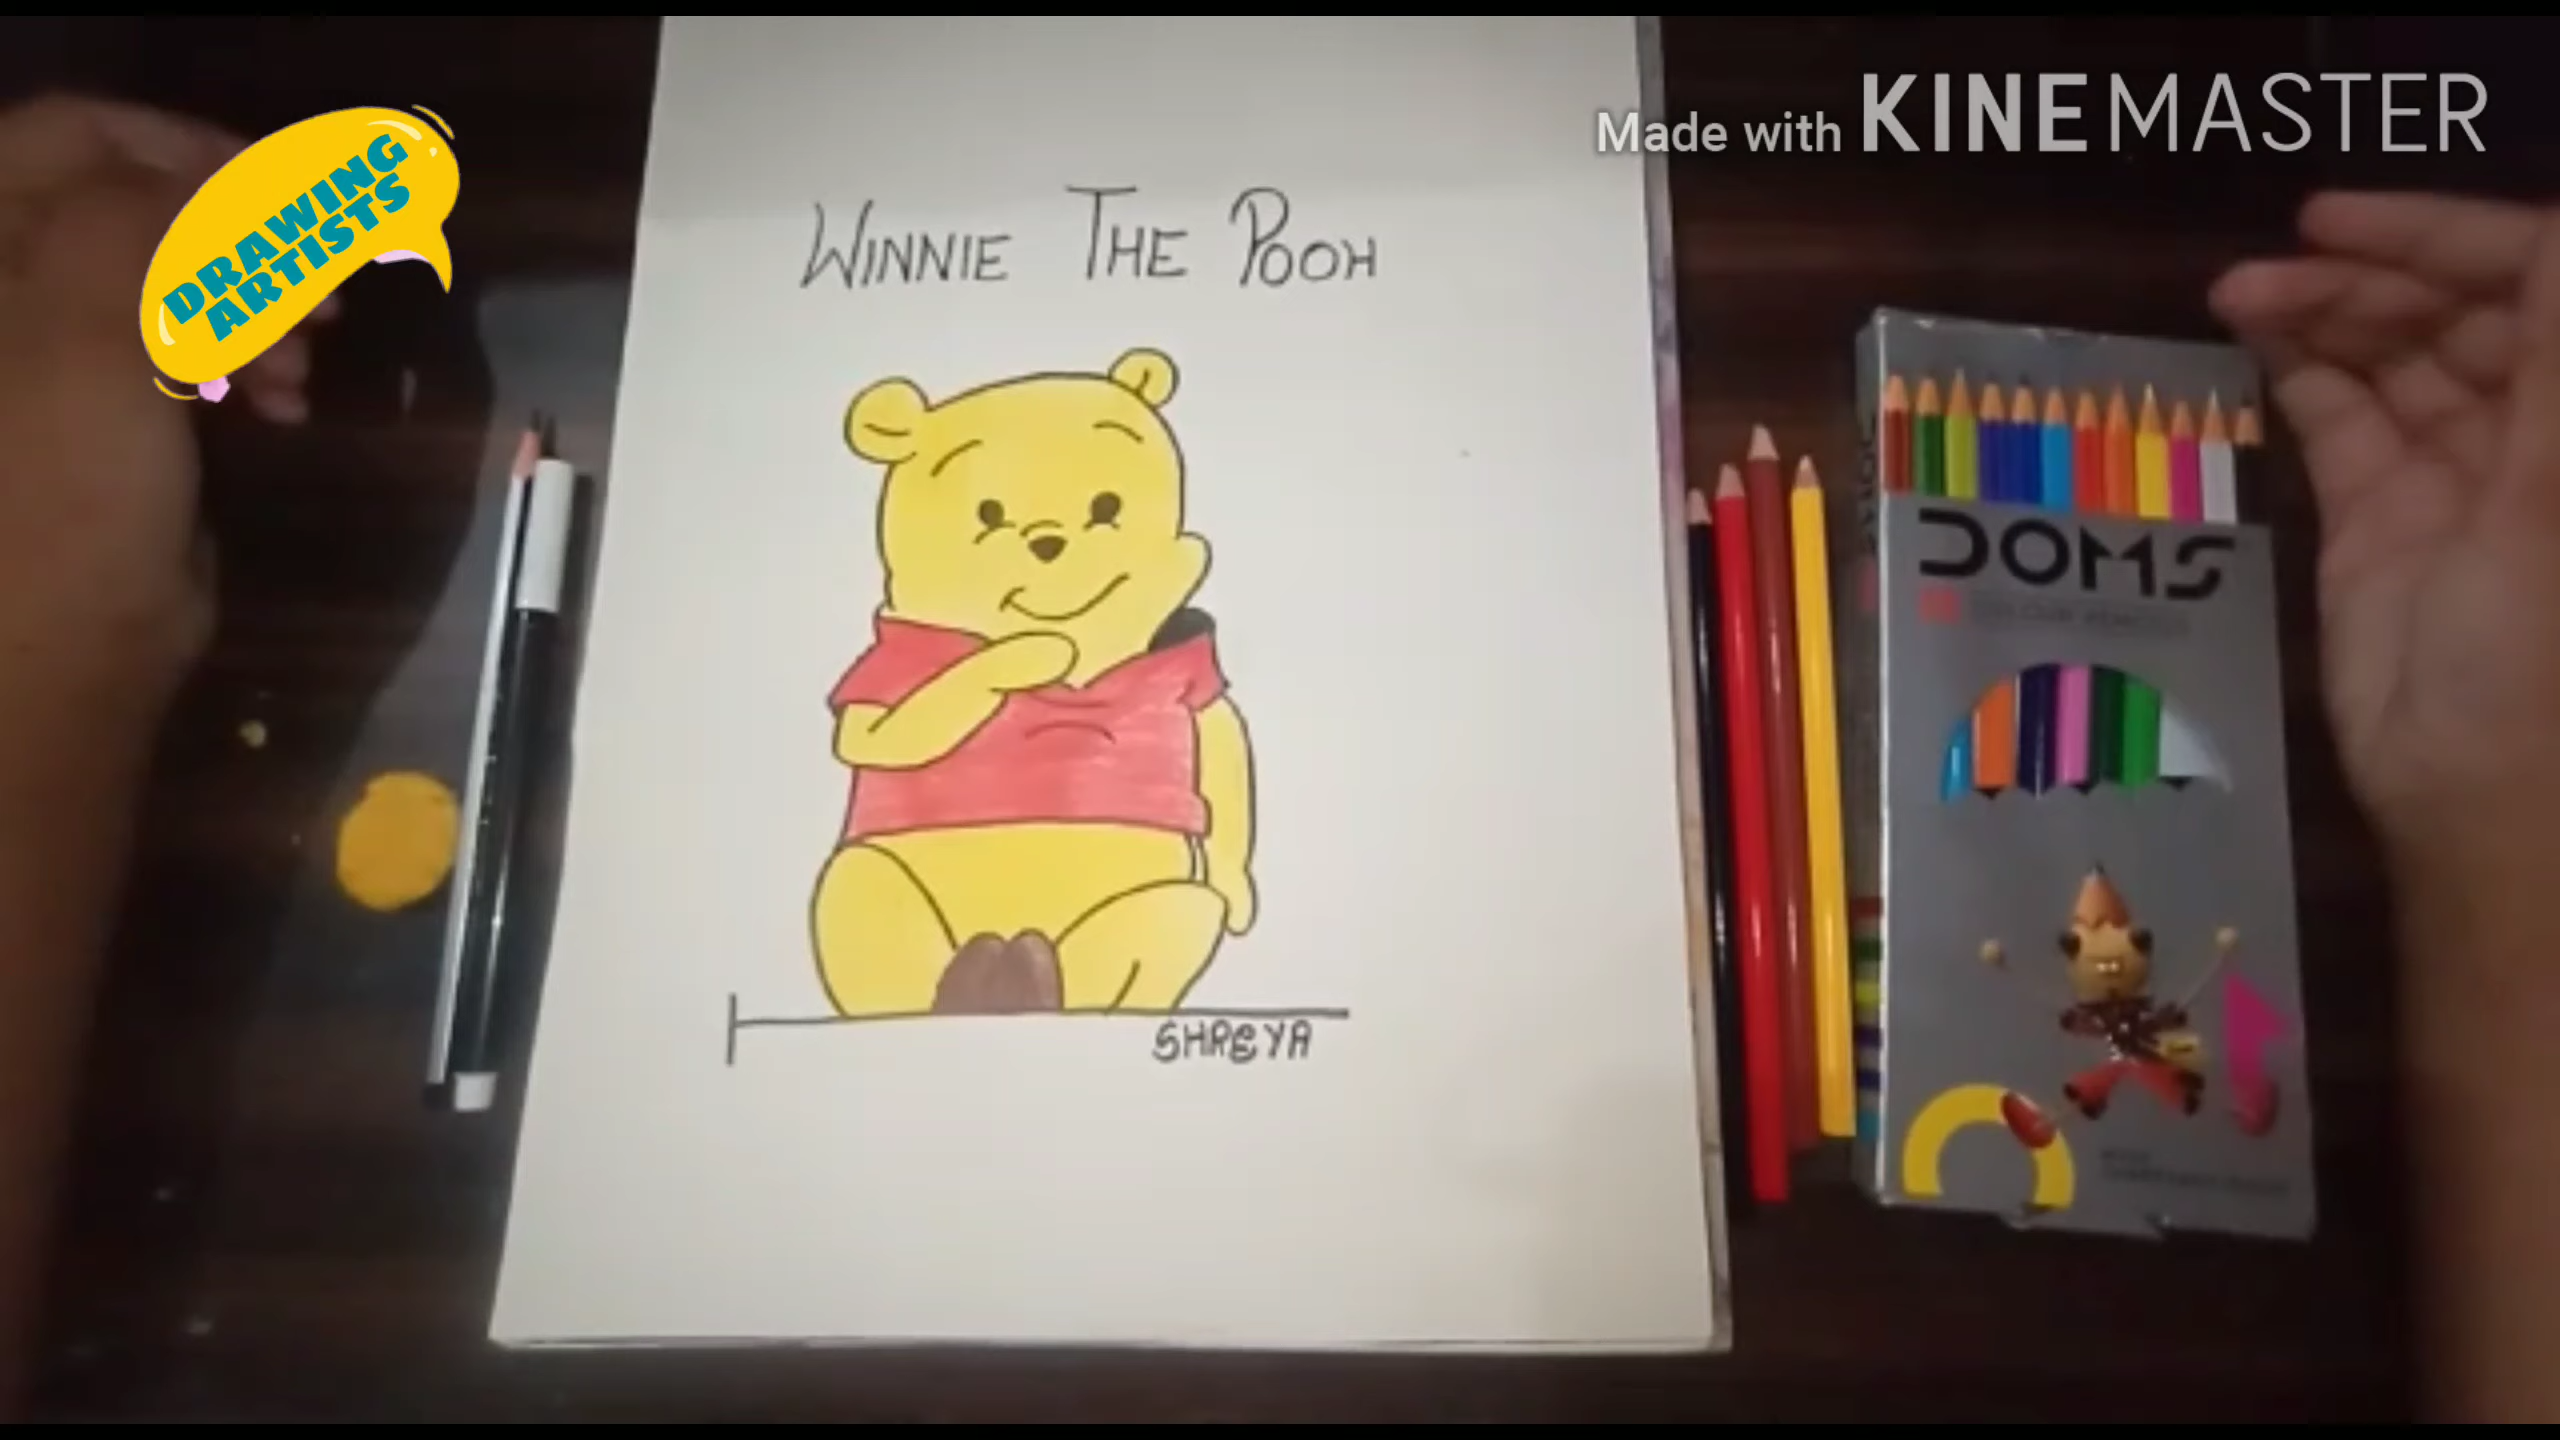 Made with KINEMASTER
DRAWING
ARTISTS
WINNIE THE POOH
DOMS
SHREYA